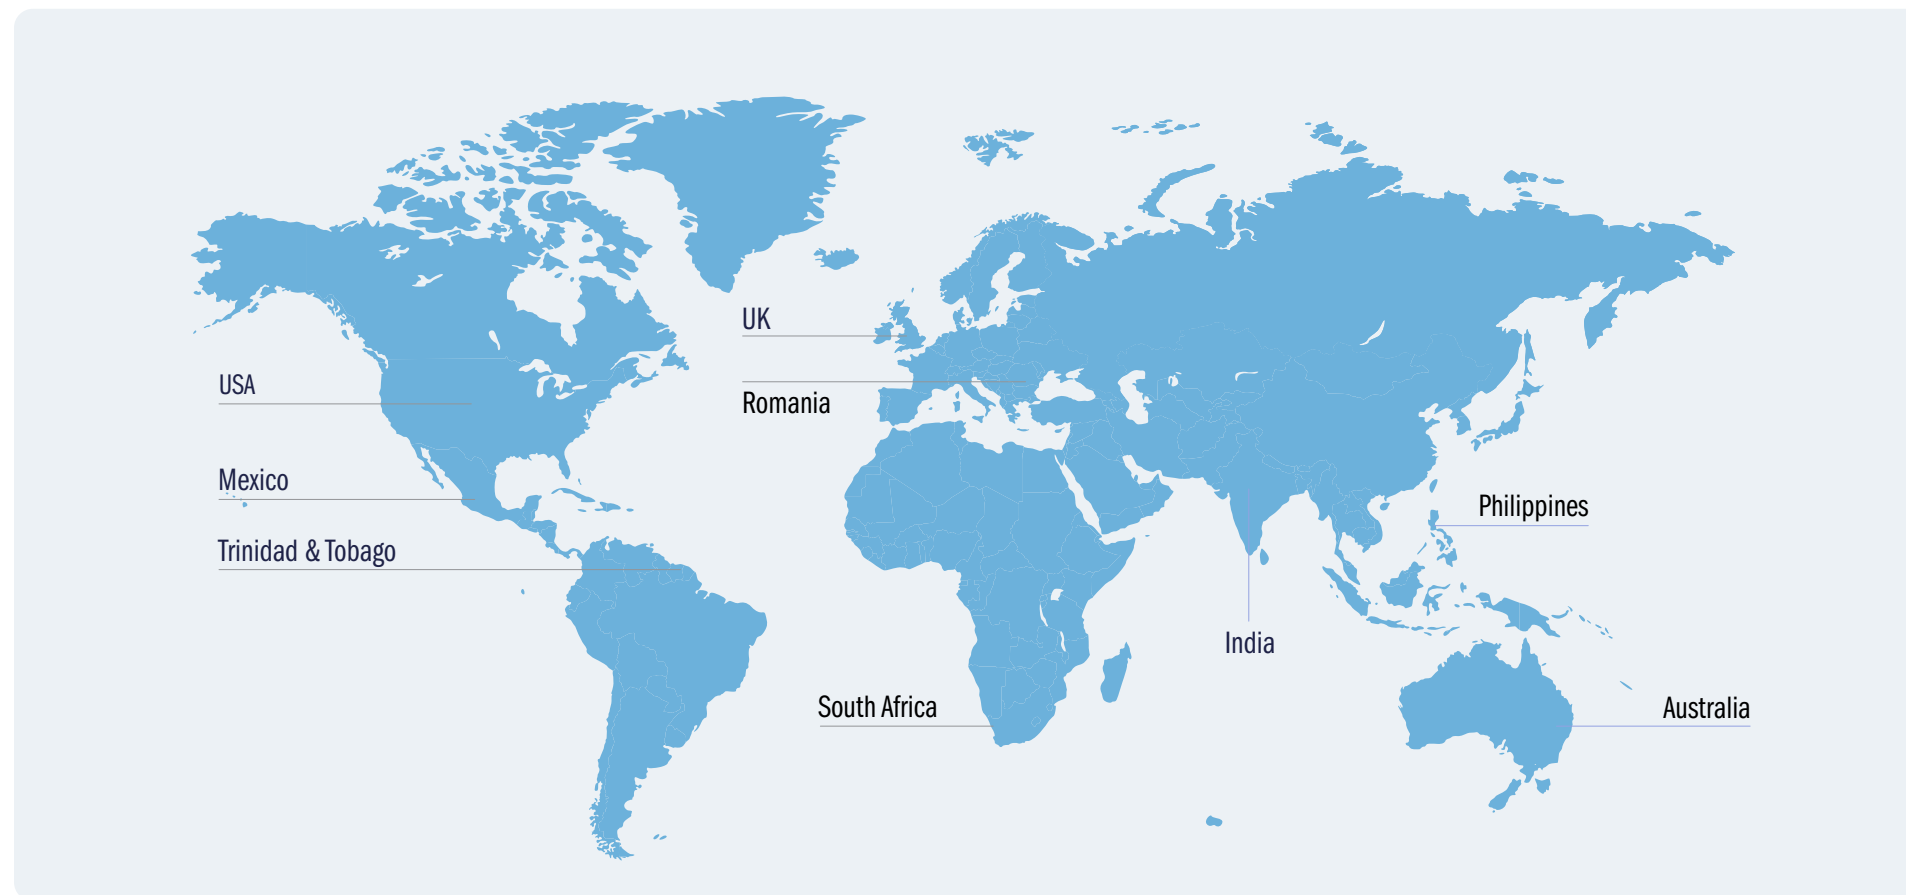 UK
USA
Romania
Mexico
Philippines
Trinidad & Tobago
India
South Africa
Australia